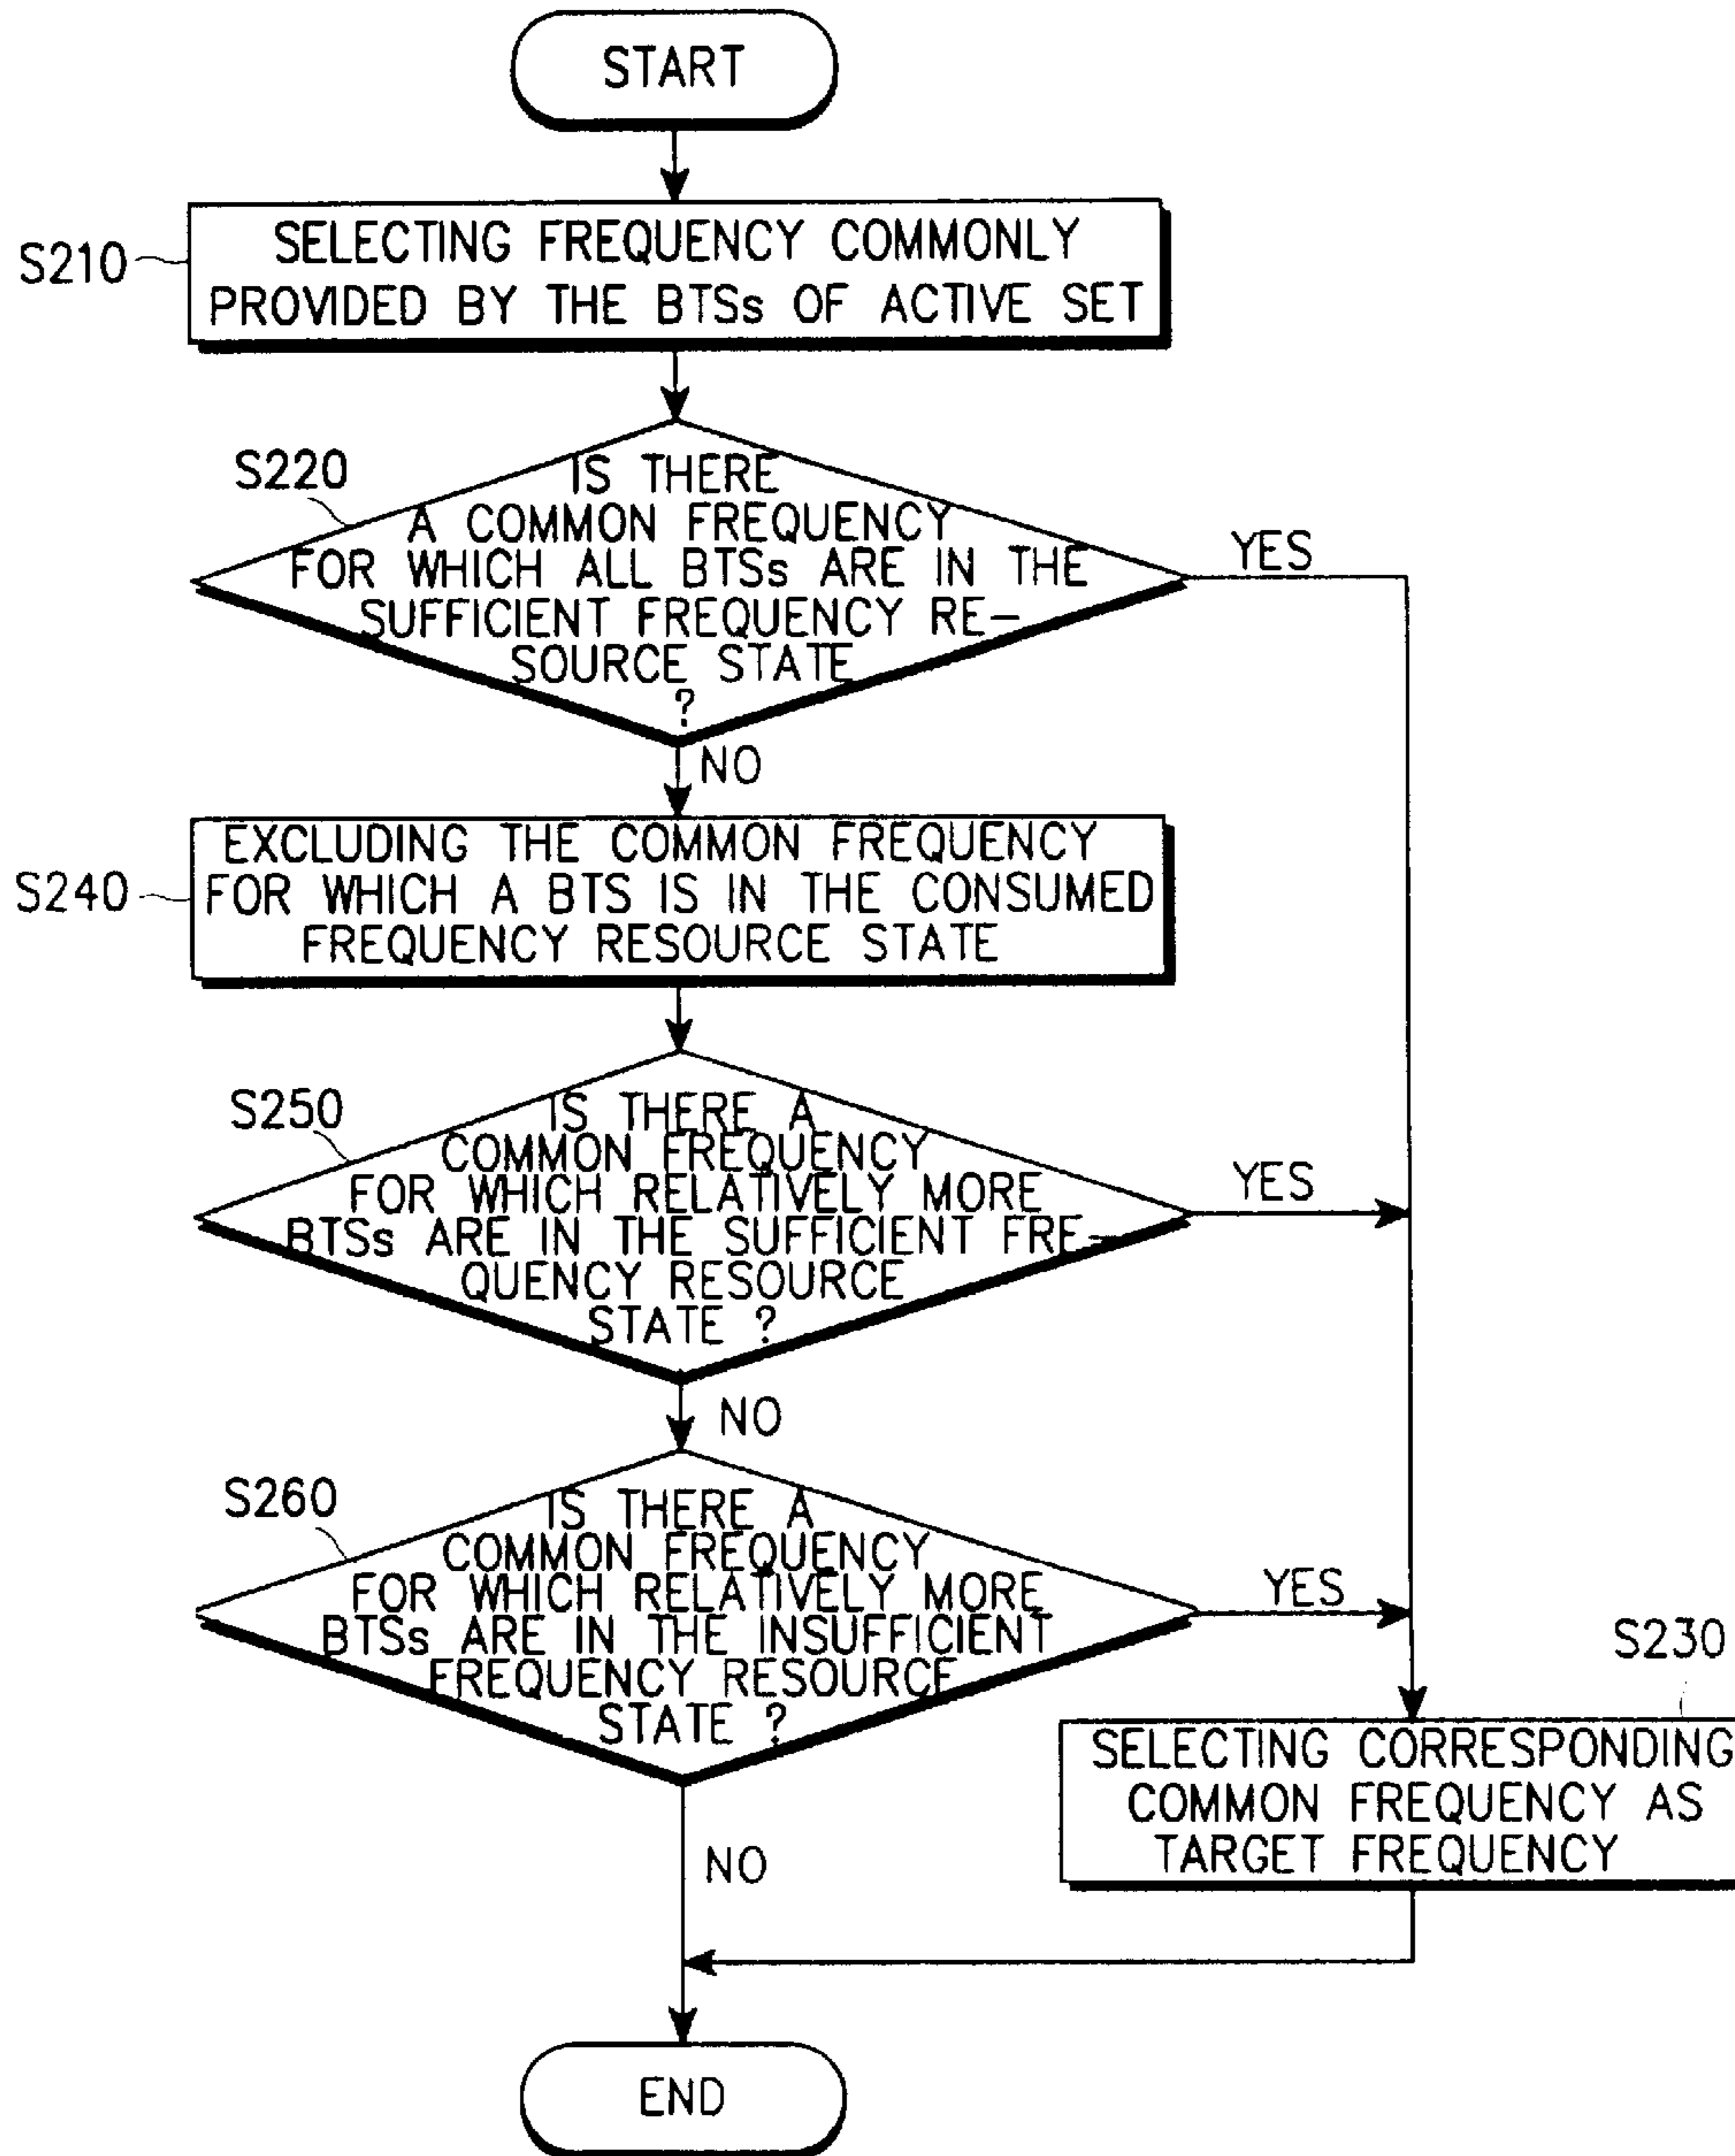 START
S210
SELECTING FREQUENCY COMMONLY
PROVIDED BY THE BTSs OF ACTIVE SET
S220
IS THERE
A COMMON FREQUENCY
FOR WHICH ALL BTSs ARE IN THE
SUFFICIENT FREQUENCY RE-
SOURCE STATE
?
YES
NO
S240
EXCLUDING THE COMMON FREQUENCY
FOR WHICH A BTS IS IN THE CONSUMED
FREQUENCY RESOURCE STATE
S250
IS THERE A
COMMON FREQUENCY
FOR WHICH RELATIVELY MORE
BTSs ARE IN THE SUFFICIENT FRE-
QUENCY RESOURCE
STATE ?
YES
NO
S260
IS THERE A
COMMON FREQUENCY
FOR WHICH RELATIVELY MORE
BTSs ARE IN THE INSUFFICIENT
FREQUENCY RESOURCE
STATE ?
YES
S230
SELECTING CORRESPONDING
COMMON FREQUENCY AS
TARGET FREQUENCY
NO
END